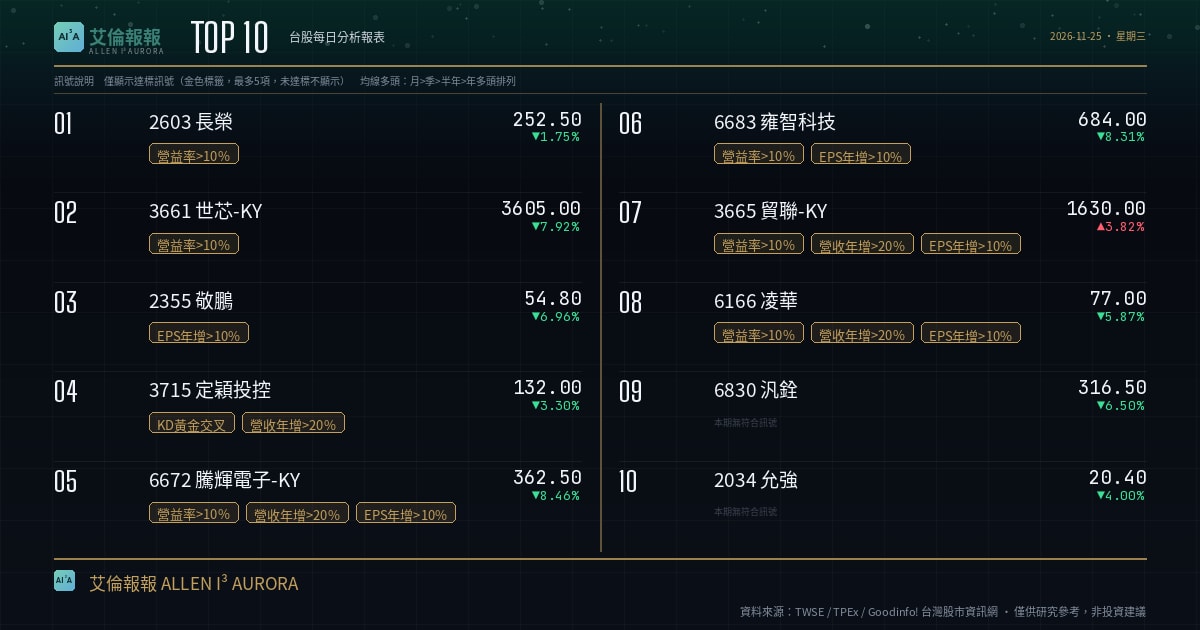 AI³A 艾倫報報
ALLEN I³AURORA
TOP 10
台股每日分析報表
2026-11-25 · 星期三
訊號說明　僅顯示達標訊號（金色標籤，最多5項，未達標不顯示）　均線多頭：月>季>半年>年多頭排列
01
2603 長榮
252.50
▼1.75%
營益率>10%
02
3661 世芯-KY
3605.00
▼7.92%
營益率>10%
03
2355 敬鵬
54.80
▼6.96%
EPS年增>10%
04
3715 定穎投控
132.00
▼3.30%
KD黃金交叉 營收年增>20%
05
6672 騰輝電子-KY
362.50
▼8.46%
營益率>10% 營收年增>20% EPS年增>10%
06
6683 雍智科技
684.00
▼8.31%
營益率>10% EPS年增>10%
07
3665 貿聯-KY
1630.00
▲3.82%
營益率>10% 營收年增>20% EPS年增>10%
08
6166 凌華
77.00
▼5.87%
營益率>10% 營收年增>20% EPS年增>10%
09
6830 汎銓
316.50
▼6.50%
本期無符合訊號
10
2034 允強
20.40
▼4.00%
本期無符合訊號
AI³A 艾倫報報 ALLEN I³ AURORA
資料來源：TWSE / TPEx / Goodinfo! 台灣股市資訊網 · 僅供研究參考，非投資建議